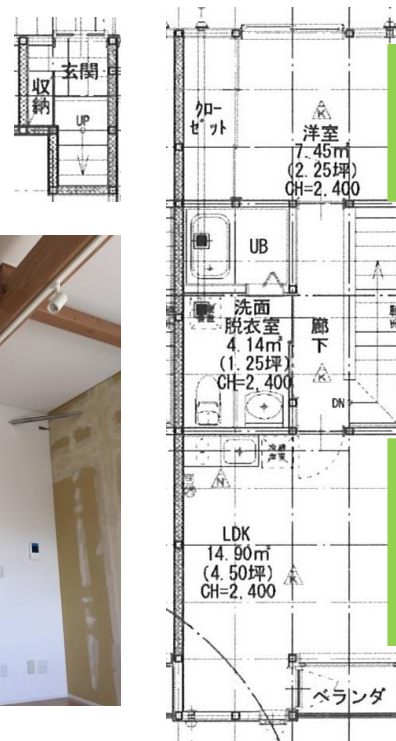 玄関
収納
UP
クロー
ゼット
洋室
7.45㎡
(2.25坪)
CH=2,400
K
UB
洗面
脱衣室
4.14㎡
(1.25坪)
CH=2,400
廊下
K
DN
N
LDK
14.90㎡
(4.50坪)
CH=2,400
K
ベランダ